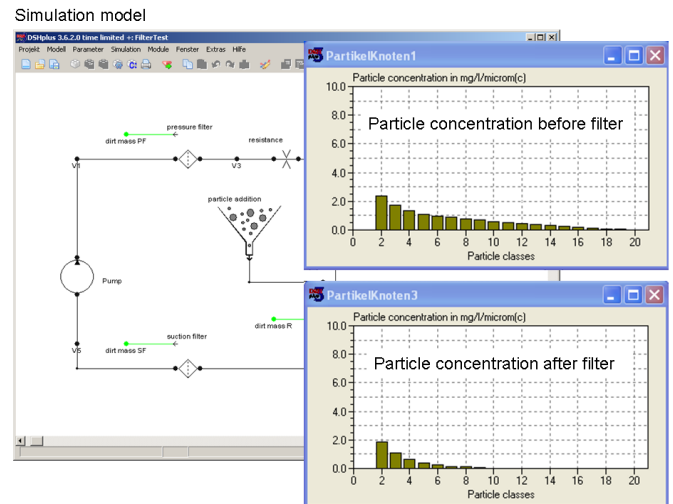 Simulation model
DSHplus 3.6.2.0 time limited +: FilterTest
Projekt Modell Parameter Simulation Module Fenster Extras Hilfe
pressure filter
dirt mass PF
resistance
V1
V3
particle addition
Pump
dirt mass R
suction filter
dirt mass SF
V5
PartikelKnoten1
Particle concentration in mg/l/microm(c)
10.0
8.0
6.0
4.0
2.0
0.0
Particle concentration before filter
0 2 4 6 8 10 12 14 16 18 20
Particle classes
PartikelKnoten3
Particle concentration in mg/l/microm(c)
10.0
8.0
6.0
4.0
2.0
0.0
Particle concentration after filter
0 2 4 6 8 10 12 14 16 18 20
Particle classes